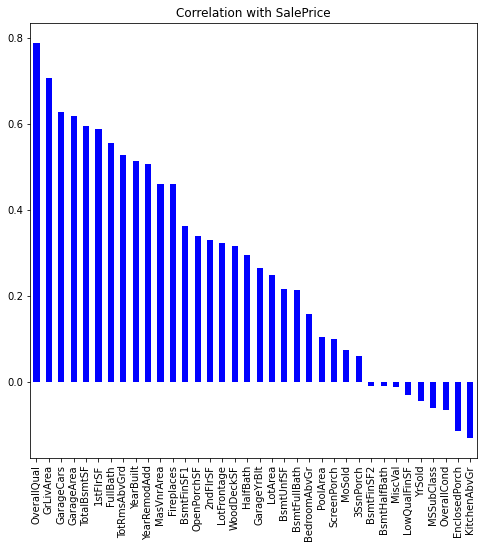 Correlation with SalePrice
0.8
0.6
0.4
0.2
0.0
OverallQual
GrLivArea
GarageCars
GarageArea
TotalBsmtSF
1stFlrSF
FullBath
TotRmsAbvGrd
YearBuilt
YearRemodAdd
MasVnrArea
Fireplaces
BsmtFinSF1
OpenPorchSF
2ndFlrSF
LotFrontage
WoodDeckSF
HalfBath
GarageYrBlt
LotArea
BsmtUnfSF
BsmtFullBath
BedroomAbvGr
PoolArea
ScreenPorch
MoSold
3SsnPorch
BsmtFinSF2
BsmtHalfBath
MiscVal
LowQualFinSF
YrSold
MSSubClass
OverallCond
EnclosedPorch
KitchenAbvGr